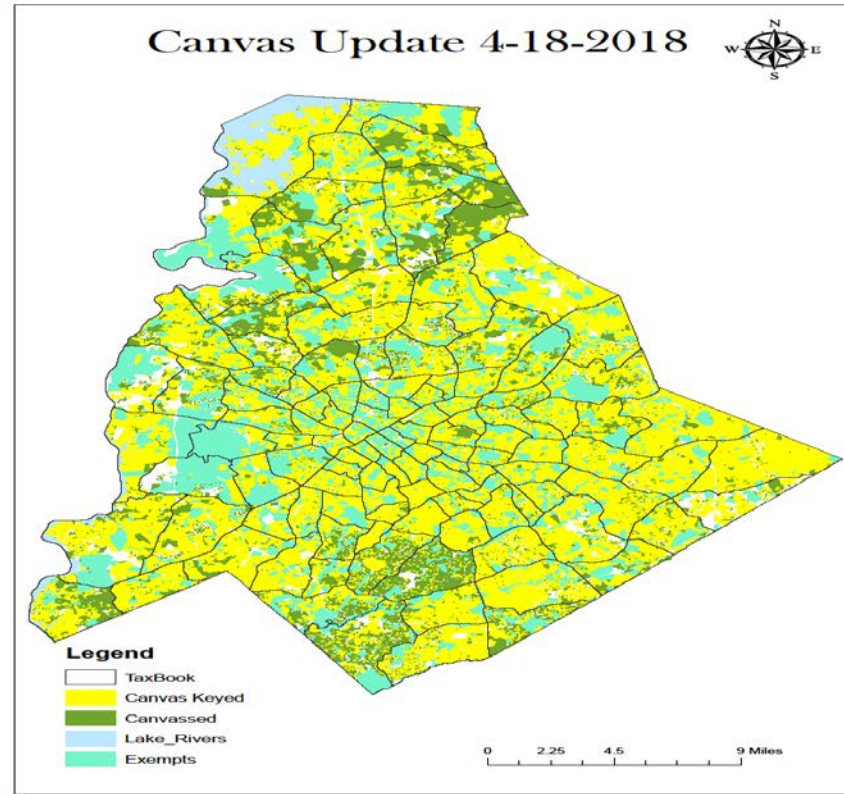 Canvas Update 4-18-2018
N
W E
S
Legend
TaxBook
Canvas Keyed
Canvassed
Lake_Rivers
Exempts
0 2.25 4.5 9 Miles